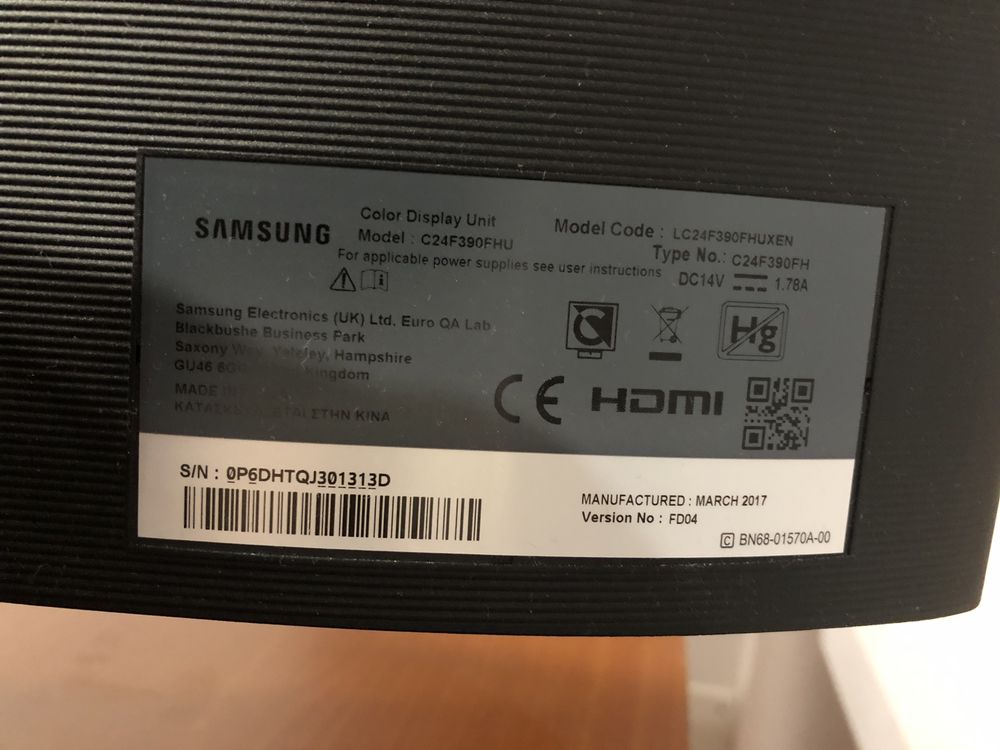 SAMSUNG
Color Display Unit
Model : C24F390FHU
Model Code : LC24F390FHUXEN
Type No.: C24F390FH
For applicable power supplies see user instructions
DC14V 1.78A
Samsung Electronics (UK) Ltd, Euro QA Lab
Blackbushe Business Park
Saxony Way, Yateley, Hampshire
GU46 Kingdom
MADE
ΣΤΗΝ ΚΙΝΑ
Hg
CE HDMI
S/N : 0P6DHTQJ301313D
MANUFACTURED : MARCH 2017
Version No : FD04
C BN68-01570A-00